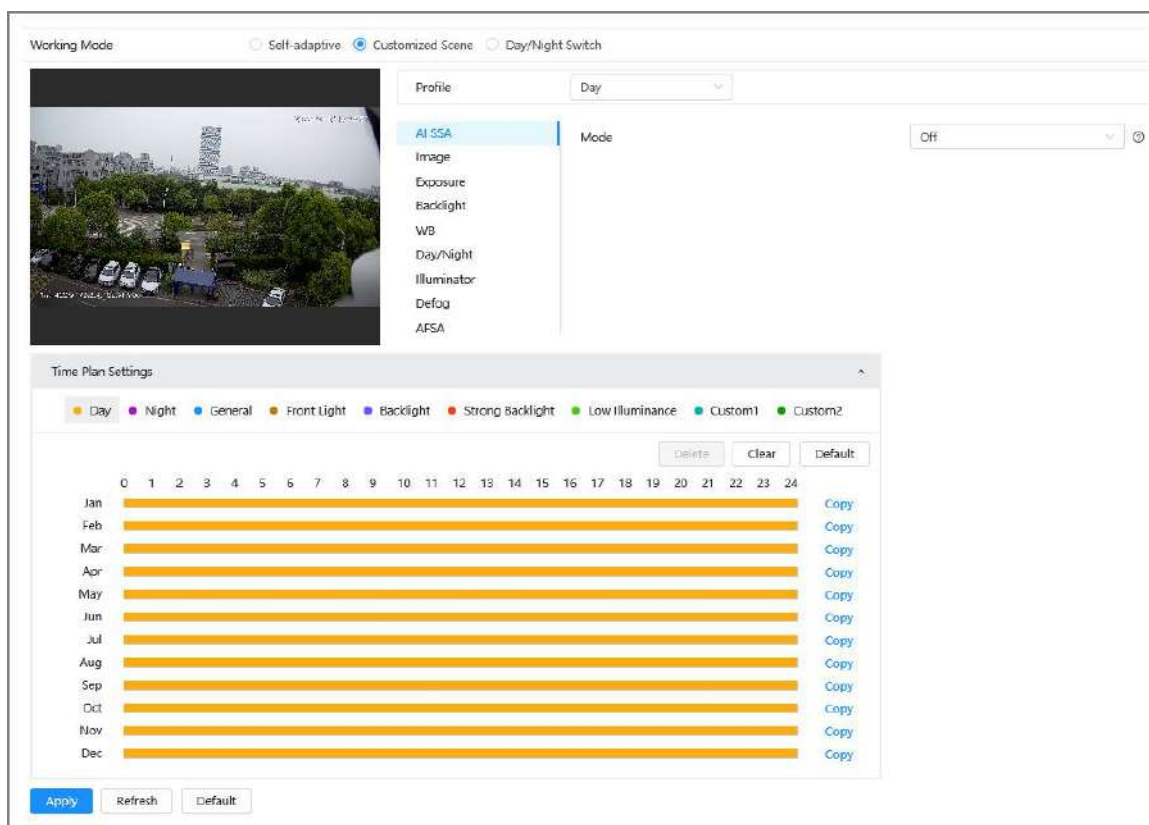 Working Mode Self-adaptive Customized Scene Day/Night Switch
Profile Day
AI SSA Mode Off
Image
Exposure
Backlight
WB
Day/Night
Illuminator
Defog
AFSA
Time Plan Settings
Day Night General Front Light Backlight Strong Backlight Low Illuminance Custom1 Custom2
Delete Clear Default
0 1 2 3 4 5 6 7 8 9 10 11 12 13 14 15 16 17 18 19 20 21 22 23 24
Jan Copy
Feb Copy
Mar Copy
Apr Copy
May Copy
Jun Copy
Jul Copy
Aug Copy
Sep Copy
Oct Copy
Nov Copy
Dec Copy
Apply Refresh Default